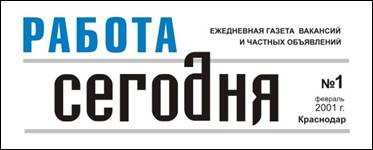 РАБОТА
ЕЖЕДНЕВНАЯ ГАЗЕТА ВАКАНСИЙ
И ЧАСТНЫХ ОБЪЯВЛЕНИЙ
сегодня
№1
февраль
2001 г.
Краснодар